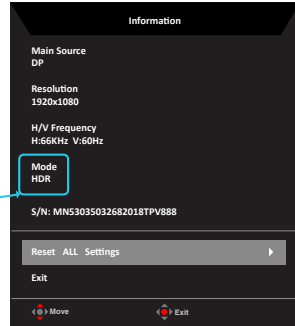 Information
Main Source
DP
Resolution
1920x1080
H/V Frequency
H:66KHz V:60Hz
Mode
HDR
S/N: MN53035032682018TPV888
Reset ALL Settings
Exit
Move
Exit